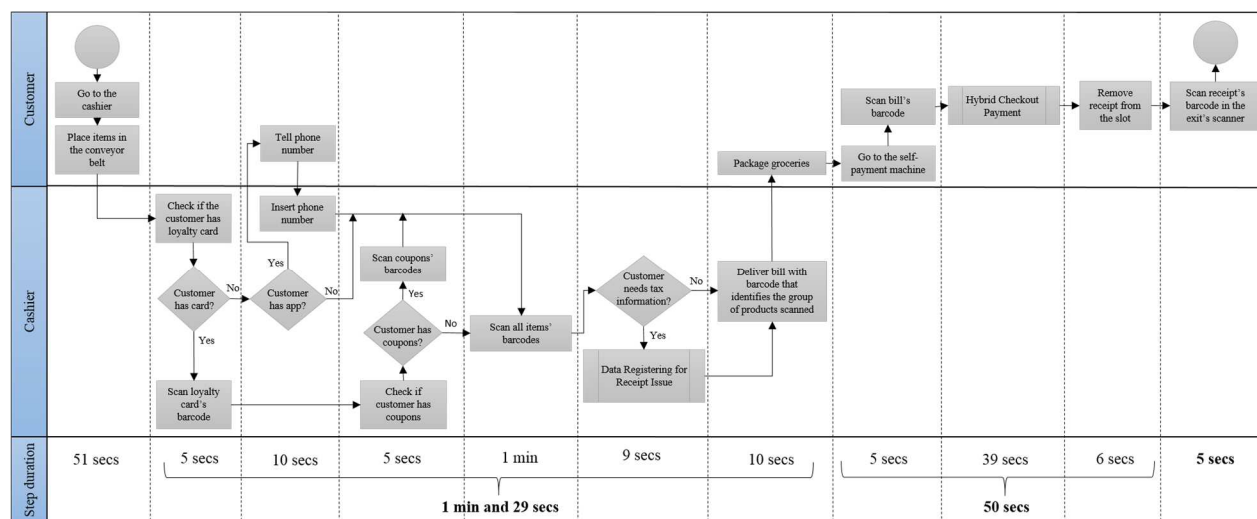 Customer
Go to the
cashier
Place items in
the conveyor
belt
Tell phone
number
Package groceries
Scan bill's
barcode
Go to the self-
payment machine
Hybrid Checkout
Payment
Remove
receipt from
the slot
Scan receipt's
barcode in the
exit's scanner
Cashier
Check if the
customer has
loyalty card
Customer
has card?
No
Yes
Scan loyalty
card's
barcode
Insert phone
number
Yes
Customer
has app?
No
Scan coupons'
barcodes
Yes
Customer has
coupons?
No
Check if
customer has
coupons
Scan all items'
barcodes
Customer
needs tax
information?
No
Yes
Data Registering for
Receipt Issue
Deliver bill with
barcode that
identifies the group
of products scanned
Step duration
51 secs
5 secs
10 secs
5 secs
1 min
9 secs
10 secs
5 secs
39 secs
6 secs
5 secs
1 min and 29 secs
50 secs